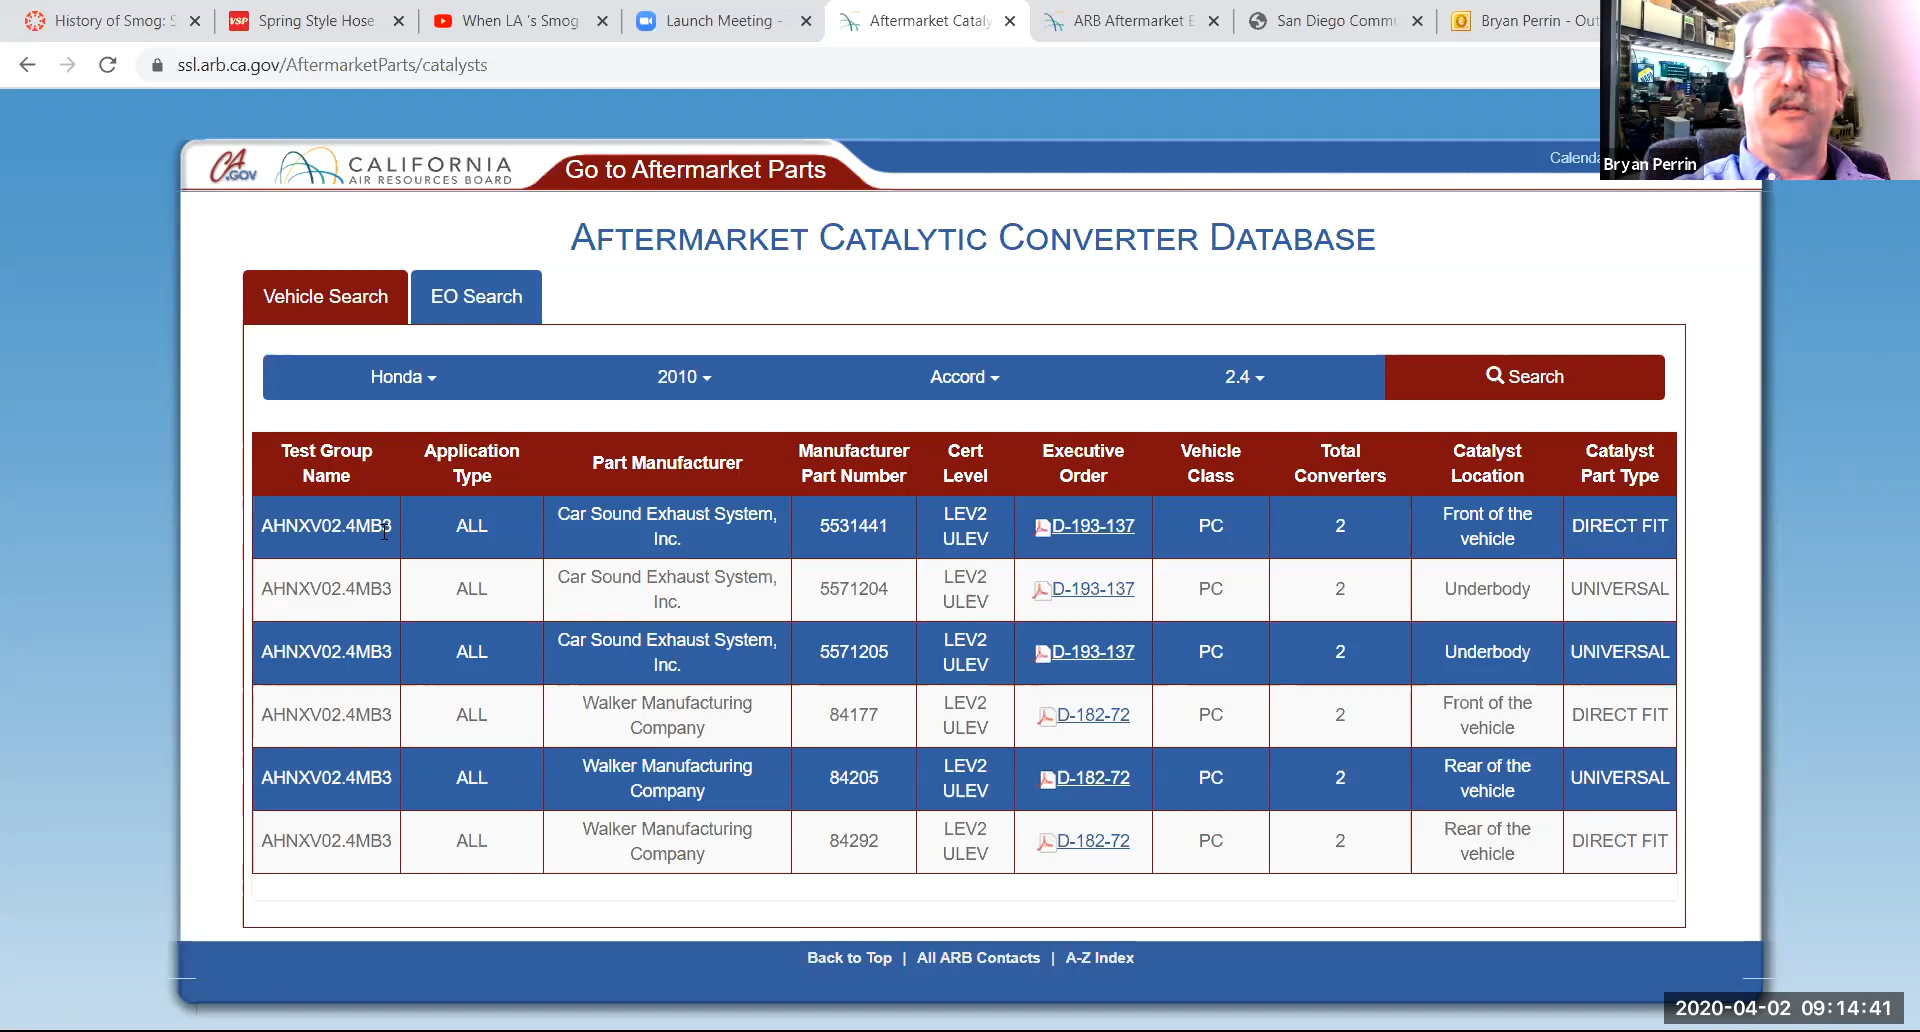 History of Smog: S
VSP Spring Style Hose
When LA 's Smog
Launch Meeting -
Aftermarket Cataly
ARB Aftermarket E
San Diego Commu
Bryan Perrin - Out
ssl.arb.ca.gov/AftermarketParts/catalysts
Bryan Perrin
CA.GOV
CALIFORNIA
AIR RESOURCES BOARD
Go to Aftermarket Parts
Calenda
AFTERMARKET CATALYTIC CONVERTER DATABASE
Vehicle Search EO Search
Honda 2010 Accord 2.4 Search
Test Group Name Application Type Part Manufacturer Manufacturer Part Number Cert Level Executive Order Vehicle Class Total Converters Catalyst Location Catalyst Part Type
AHNXV02.4MB3 ALL Car Sound Exhaust System, Inc. 5531441 LEV2 ULEV D-193-137 PC 2 Front of the vehicle DIRECT FIT
AHNXV02.4MB3 ALL Car Sound Exhaust System, Inc. 5571204 LEV2 ULEV D-193-137 PC 2 Underbody UNIVERSAL
AHNXV02.4MB3 ALL Car Sound Exhaust System, Inc. 5571205 LEV2 ULEV D-193-137 PC 2 Underbody UNIVERSAL
AHNXV02.4MB3 ALL Walker Manufacturing Company 84177 LEV2 ULEV D-182-72 PC 2 Front of the vehicle DIRECT FIT
AHNXV02.4MB3 ALL Walker Manufacturing Company 84205 LEV2 ULEV D-182-72 PC 2 Rear of the vehicle UNIVERSAL
AHNXV02.4MB3 ALL Walker Manufacturing Company 84292 LEV2 ULEV D-182-72 PC 2 Rear of the vehicle DIRECT FIT
Back to Top | All ARB Contacts | A-Z Index
2020-04-02 09:14:41